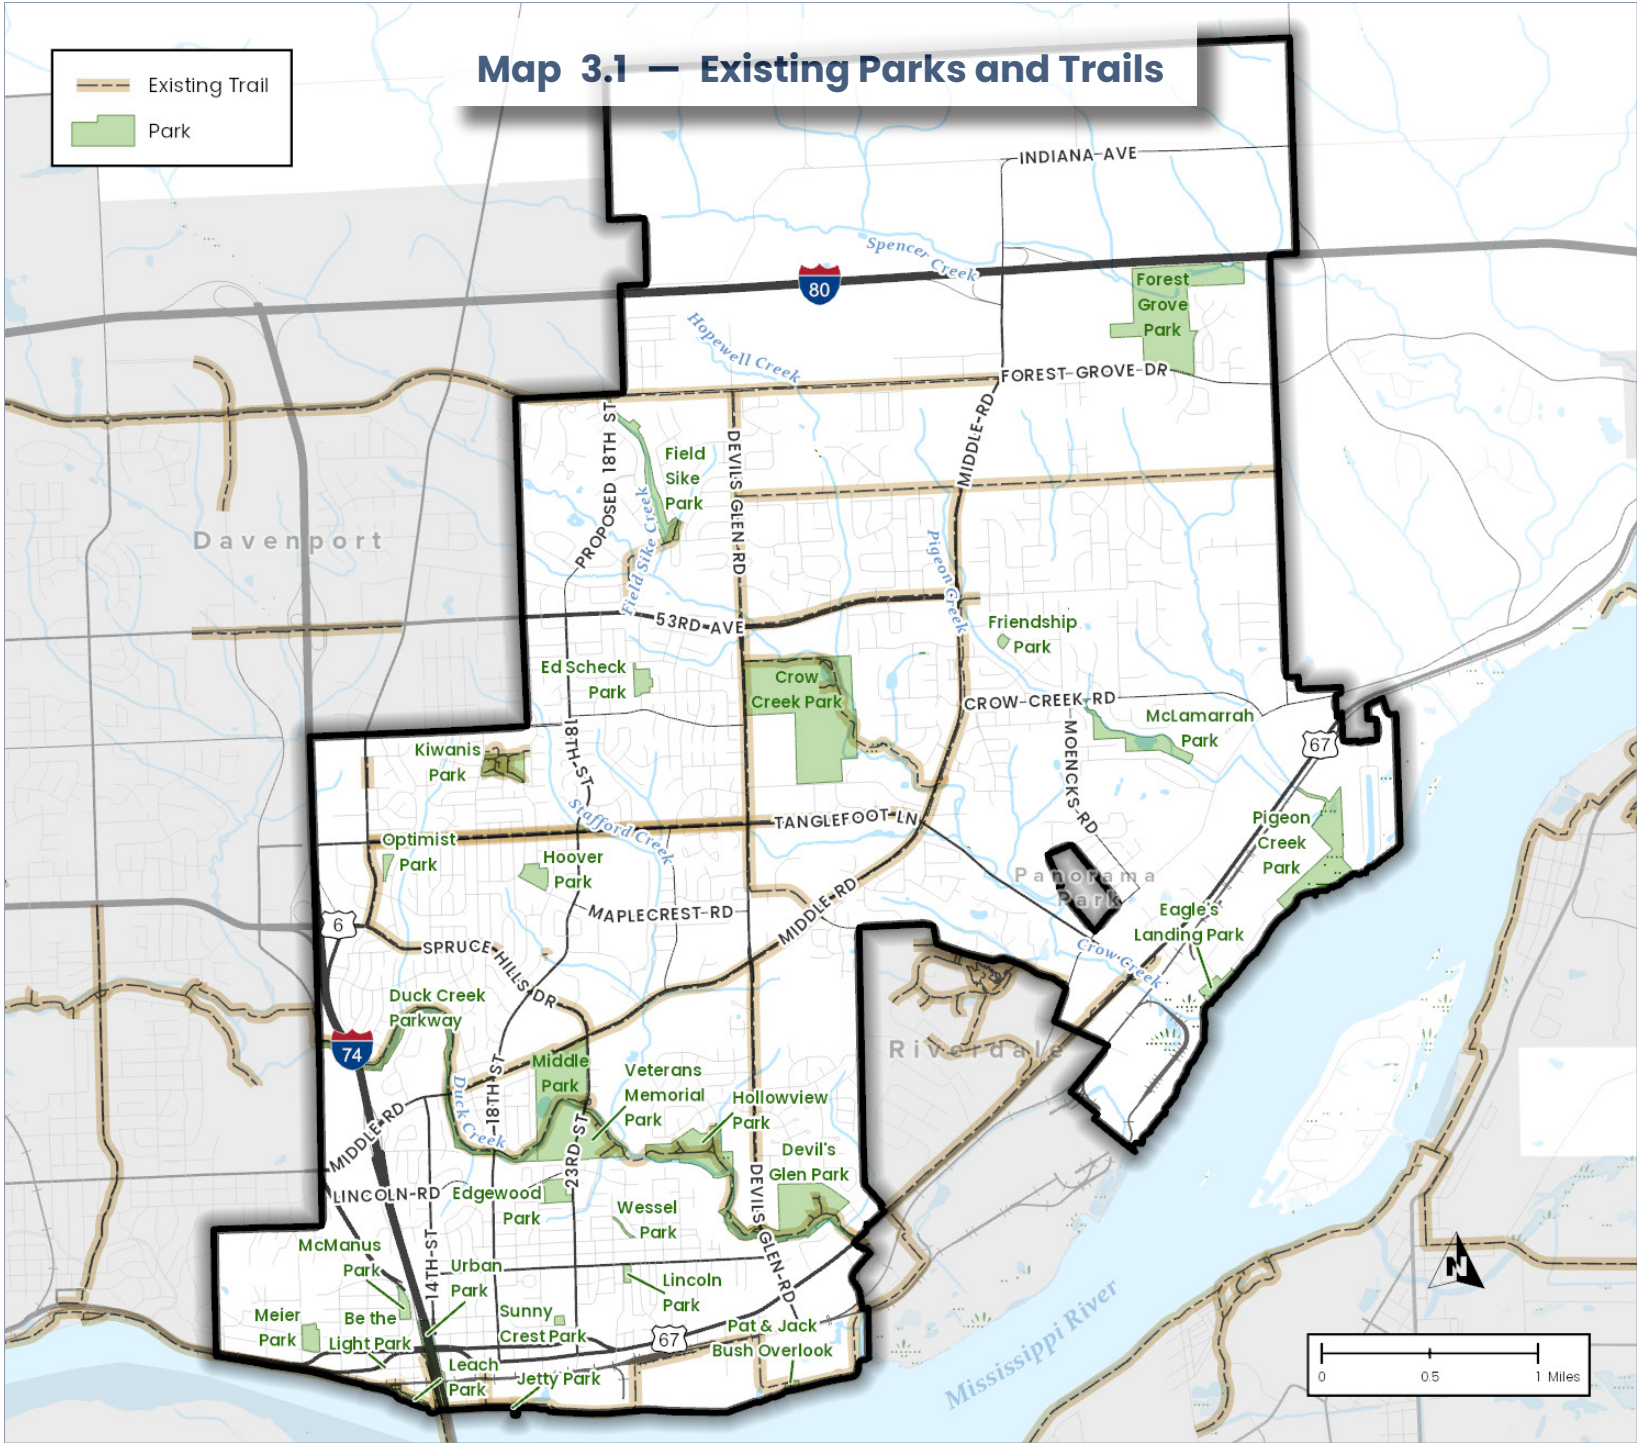 Map 3.1 — Existing Parks and Trails
Existing Trail
Park
INDIANA AVE
Spencer Creek
80
Forest
Grove
Park
Hopewell Creek
FOREST GROVE DR
MIDDLE RD
PROPOSED 18TH ST
DEVILS GLEN RD
Field
Sike
Park
Field Sike Creek
Davenport
Pigeon Creek
53RD AVE
Friendship
Park
Ed Scheck
Park
Crow
Creek Park
CROW CREEK RD
McLamarrah
Park
MOENCKS RD
67
18TH ST
Kiwanis
Park
Stafford Creek
TANGLEFOOT LN
Pigeon
Creek
Park
Optimist
Park
Hoover
Park
Panorama
Park
MAPLECREST RD
MIDDLE RD
Eagle's
Landing Park
6
SPRUCE HILLS DR
Crow Creek
Duck Creek
Parkway
74
Riverdale
Middle
Park
Veterans
Memorial
Park
Hollowview
Park
Duck Creek
18TH ST
MIDDLE RD
23RD ST
Devil's
Glen Park
LINCOLN RD
Edgewood
Park
Wessel
Park
DEVILS GLEN RD
McManus
Park
14TH ST
Urban
Park
Lincoln
Park
Meier
Park
Be the
Light Park
Sunny
Crest Park
67
Pat & Jack
Bush Overlook
Leach
Park
Jetty Park
Mississippi River
N
0
0.5
1 Miles